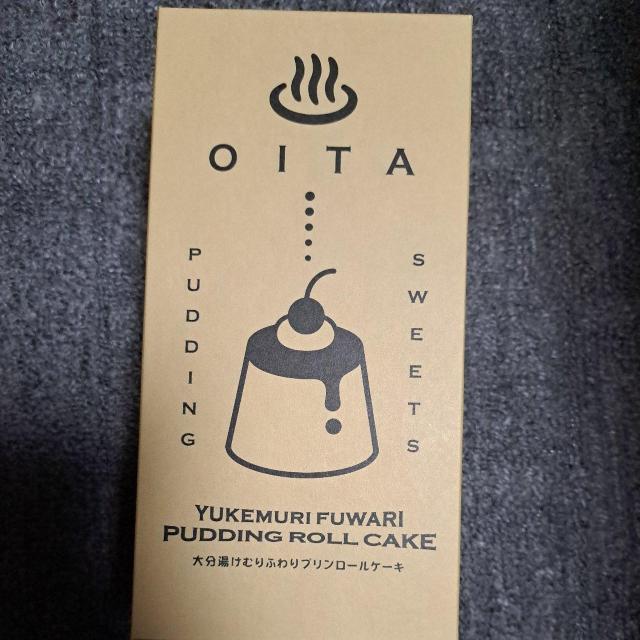 OITA
PUDDING
SWEETS
YUKEMURI FUWARI
PUDDING ROLL CAKE
大分湯けむりふわりプリンロールケーキ